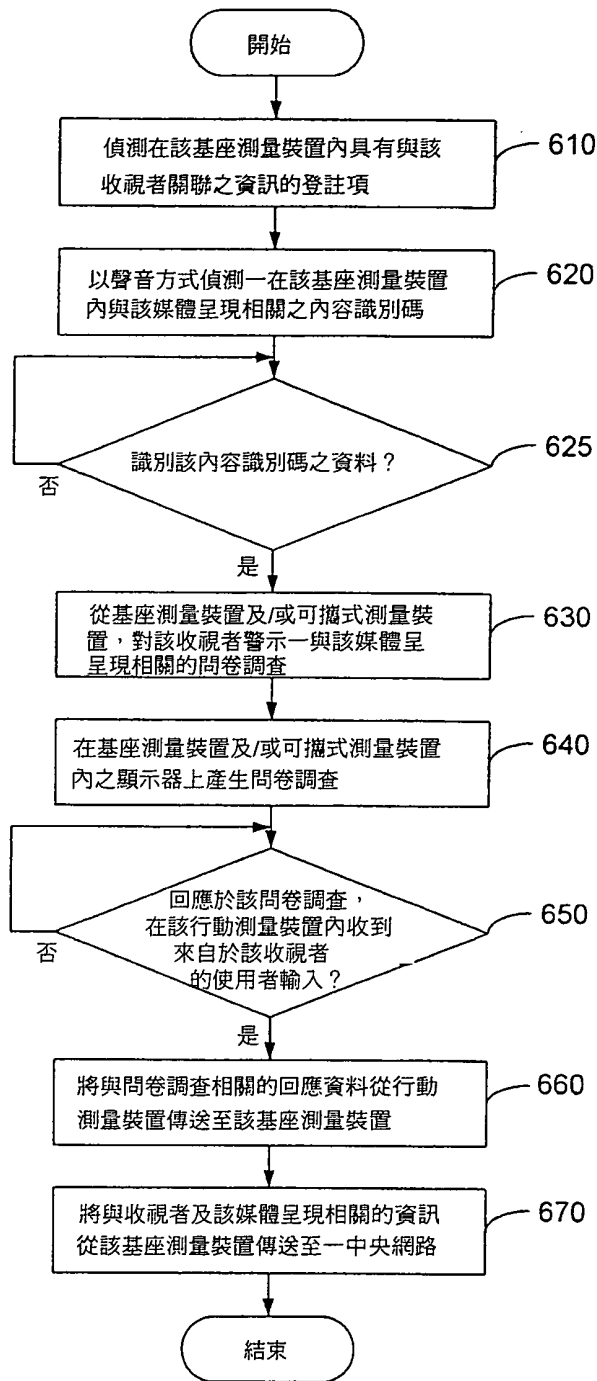 開始
偵測在該基座測量裝置內具有與該
收視者關聯之資訊的登註項
610
以聲音方式偵測一在該基座測量裝置
內與該媒體呈現相關之內容識別碼
620
識別該內容識別碼之資料？
625
否
是
從基座測量裝置及/或可攜式測量裝
置，對該收視者警示一與該媒體呈
呈現相關的問卷調查
630
在基座測量裝置及/或可攜式測量裝置
內之顯示器上產生問卷調查
640
回應於該問卷調查，
在該行動測量裝置內收到
來自於該收視者
的使用者輸入？
650
否
是
將與問卷調查相關的回應資料從行動
測量裝置傳送至該基座測量裝置
660
將與收視者及該媒體呈現相關的資訊
從該基座測量裝置傳送至一中央網路
670
結束